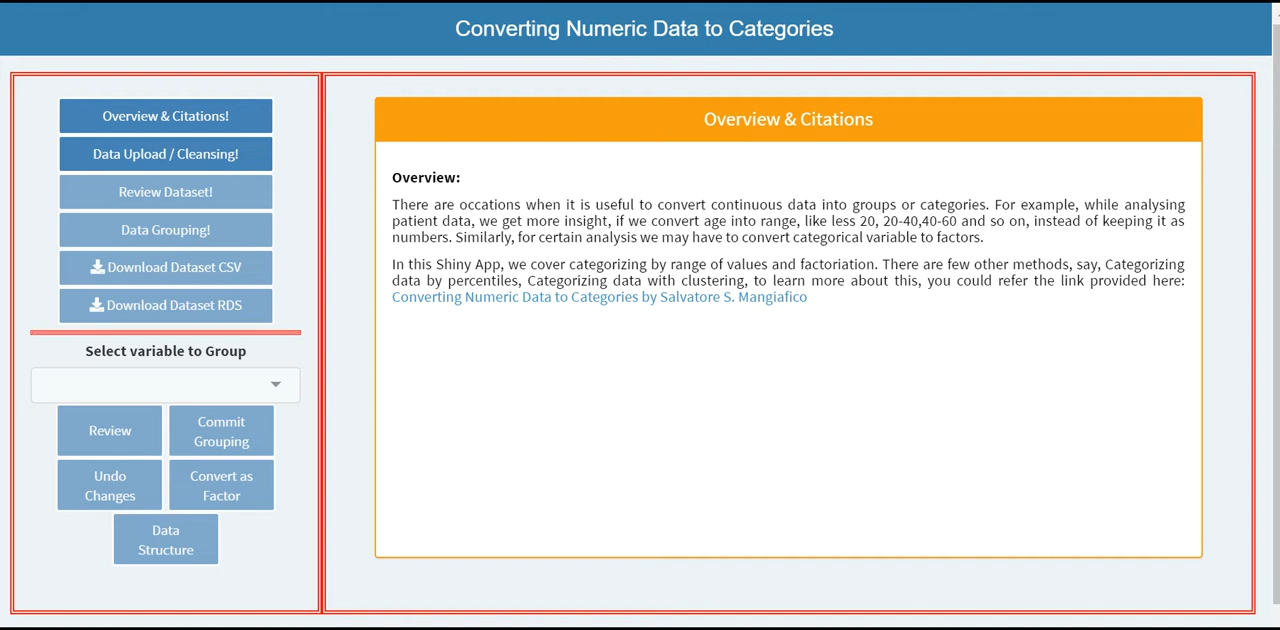 Converting Numeric Data to Categories
Overview & Citations!
Data Upload / Cleansing!
Review Dataset!
Data Grouping!
Download Dataset CSV
Download Dataset RDS
Select variable to Group
Review
Commit
Grouping
Undo
Changes
Convert as
Factor
Data
Structure
Overview & Citations
Overview:
There are occations when it is useful to convert continuous data into groups or categories. For example, while analysing
patient data, we get more insight, if we convert age into range, like less 20, 20-40,40-60 and so on, instead of keeping it as
numbers. Similarly, for certain analysis we may have to convert categorical variable to factors.
In this Shiny App, we cover categorizing by range of values and factoriation. There are few other methods, say, Categorizing
data by percentiles, Categorizing data with clustering, to learn more about this, you could refer the link provided here:
Converting Numeric Data to Categories by Salvatore S. Mangiafico